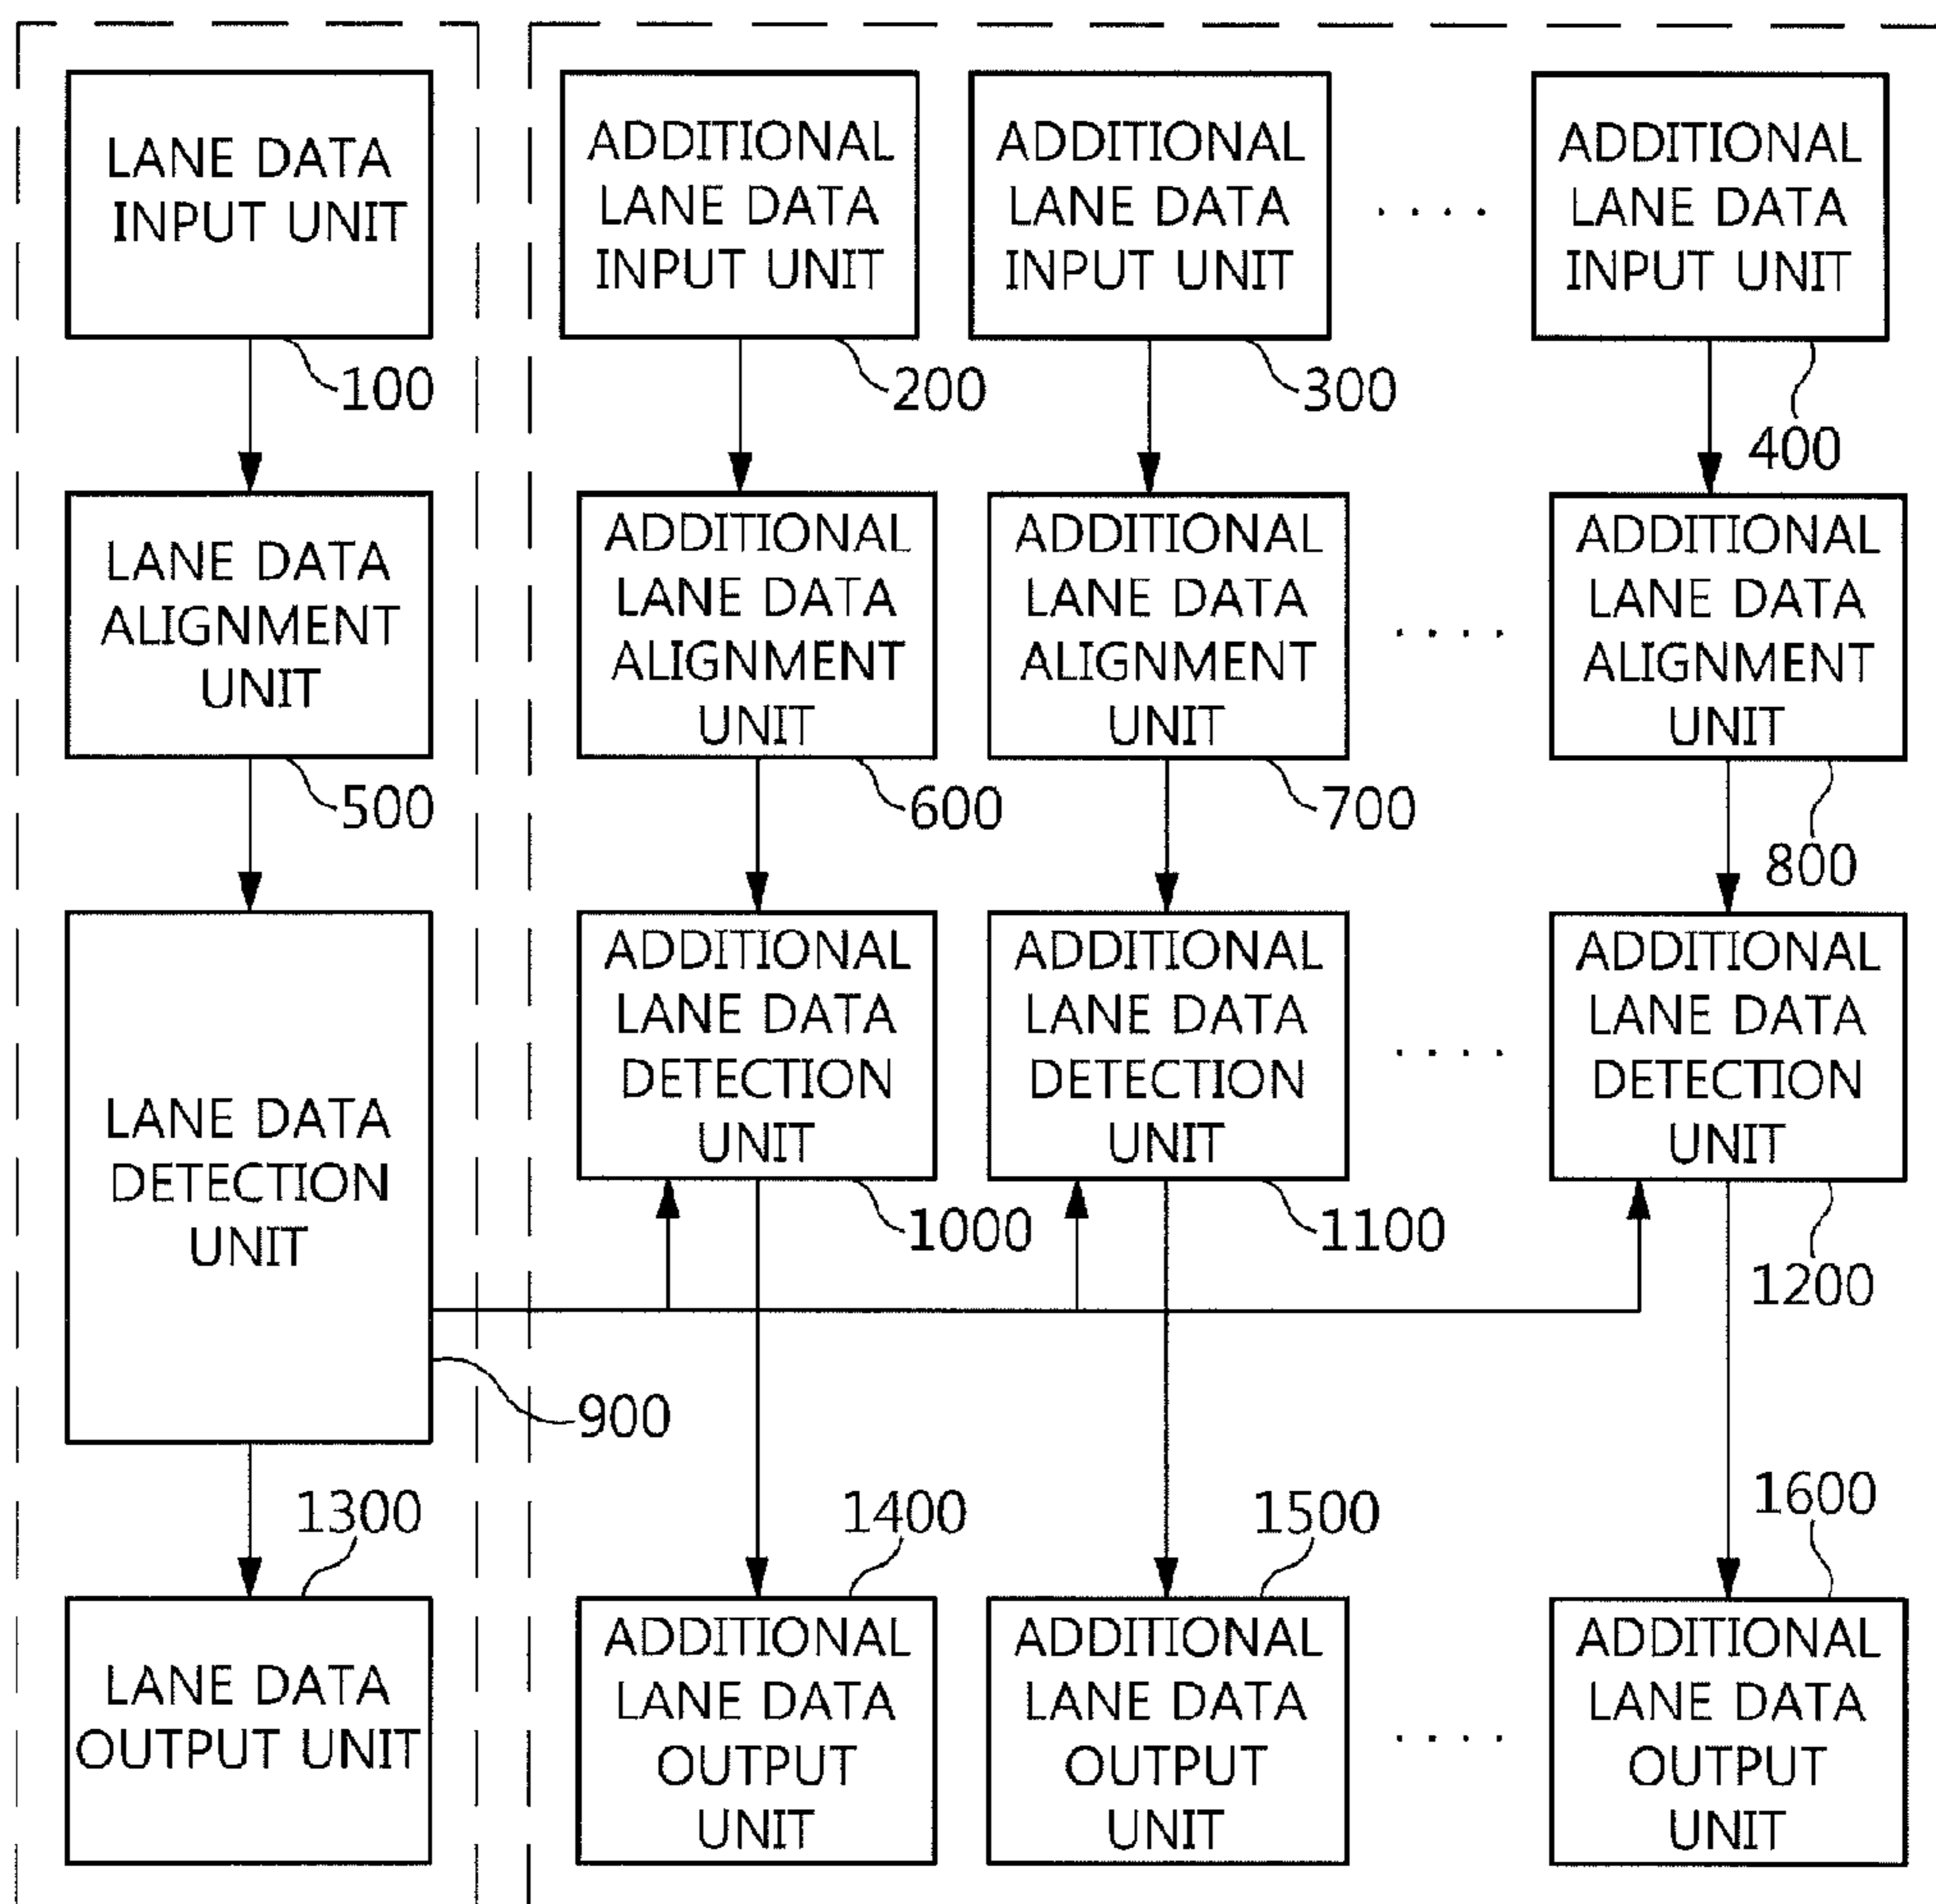 LANE DATA
INPUT UNIT
100
ADDITIONAL
LANE DATA
INPUT UNIT
200
ADDITIONAL
LANE DATA
INPUT UNIT
300
. . . .
ADDITIONAL
LANE DATA
INPUT UNIT
400
LANE DATA
ALIGNMENT
UNIT
500
ADDITIONAL
LANE DATA
ALIGNMENT
UNIT
600
ADDITIONAL
LANE DATA
ALIGNMENT
UNIT
700
. . . .
ADDITIONAL
LANE DATA
ALIGNMENT
UNIT
800
LANE DATA
DETECTION
UNIT
900
ADDITIONAL
LANE DATA
DETECTION
UNIT
1000
ADDITIONAL
LANE DATA
DETECTION
UNIT
1100
. . . .
ADDITIONAL
LANE DATA
DETECTION
UNIT
1200
1300
LANE DATA
OUTPUT UNIT
1400
ADDITIONAL
LANE DATA
OUTPUT
UNIT
1500
ADDITIONAL
LANE DATA
OUTPUT
UNIT
. . . .
1600
ADDITIONAL
LANE DATA
OUTPUT
UNIT